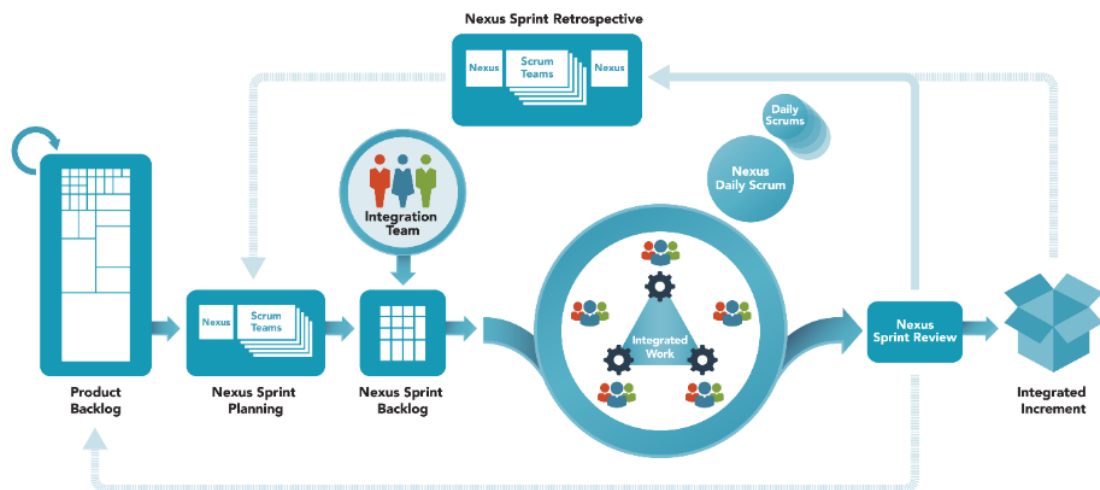 Nexus Sprint Retrospective
Nexus
Scrum
Teams
Nexus
Daily
Scrums
Nexus
Daily Scrum
Integration
Team
Nexus
Scrum
Teams
Integrated
Work
Nexus
Sprint Review
Product
Backlog
Nexus Sprint
Planning
Nexus Sprint
Backlog
Integrated
Increment